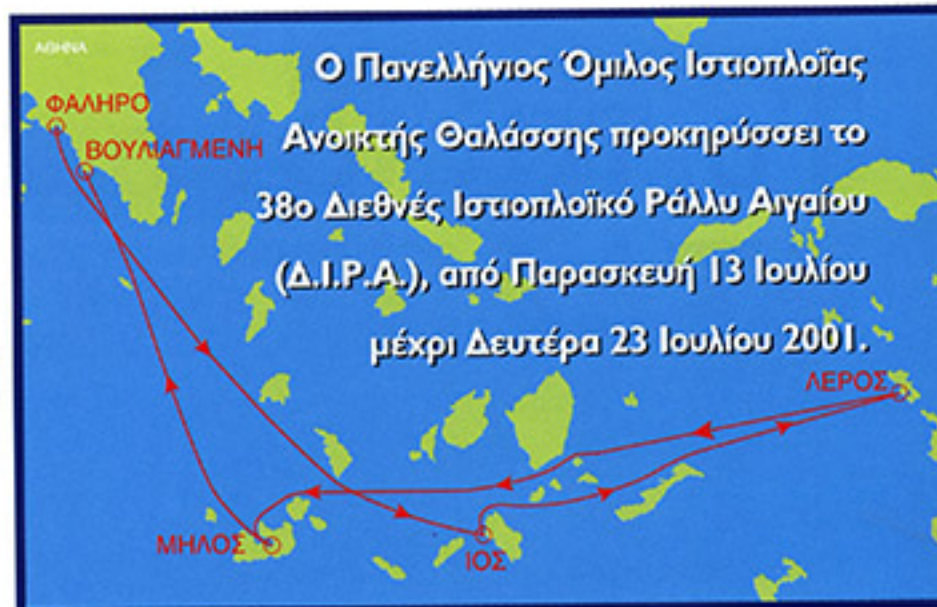 ΑΘΗΝΑ
Ο Πανελλήνιος Όμιλος Ιστιοπλοΐας
Ανοικτής Θαλάσσης προκηρύσσει το
38ο Διεθνές Ιστιοπλοϊκό Ράλλυ Αιγαίου
(Δ.Ι.Ρ.Α.), από Παρασκευή 13 Ιουλίου
μέχρι Δευτέρα 23 Ιουλίου 2001.
ΦΑΛΗΡΟ
ΒΟΥΛΙΑΓΜΕΝΗ
ΛΕΡΟΣ
ΜΗΛΟΣ
ΙΟΣ